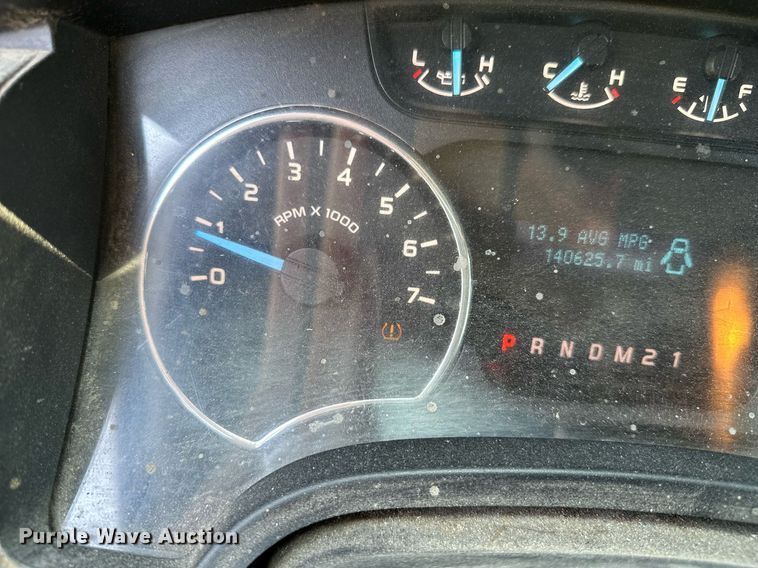 L H C H E F
0 1 2 3 4 5 6 7
RPM X 1000
13.9 AVG MPG
140625.7 mi
P R N D M 2 1
Purple Wave Auction